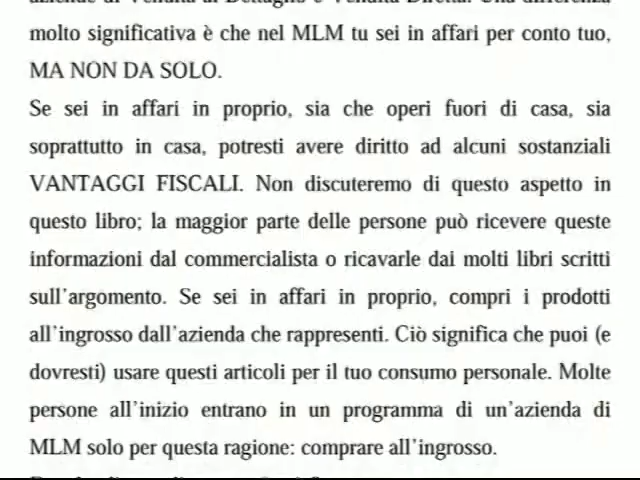 molto significativa è che nel MLM tu sei in affari per conto tuo,
MA NON DA SOLO.
Se sei in affari in proprio, sia che operi fuori di casa, sia
soprattutto in casa, potresti avere diritto ad alcuni sostanziali
VANTAGGI FISCALI. Non discuteremo di questo aspetto in
questo libro; la maggior parte delle persone può ricevere queste
informazioni dal commercialista o ricavarle dai molti libri scritti
sull'argomento. Se sei in affari in proprio, compri i prodotti
all'ingrosso dall'azienda che rappresenti. Ciò significa che puoi (e
dovresti) usare questi articoli per il tuo consumo personale. Molte
persone all'inizio entrano in un programma di un'azienda di
MLM solo per questa ragione: comprare all'ingrosso.